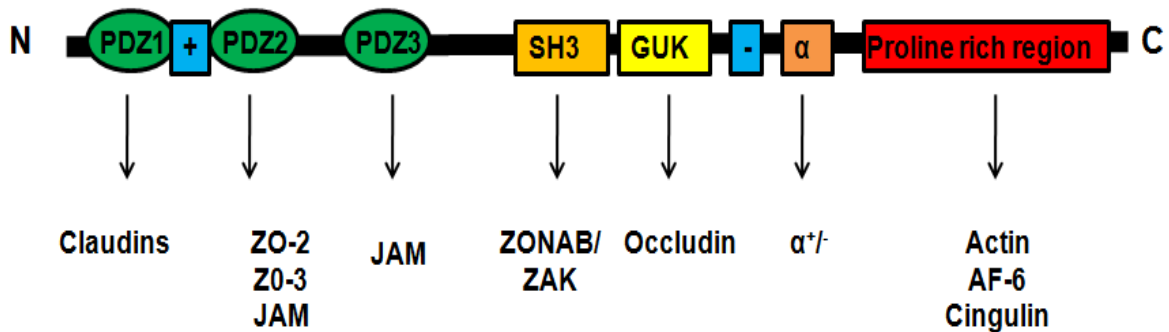 N PDZ1 + PDZ2 PDZ3 SH3 GUK - α Proline rich region C
Claudins ZO-2 JAM ZONAB/ Occludin α+/- Actin
Z0-3 ZAK AF-6
JAM Cingulin